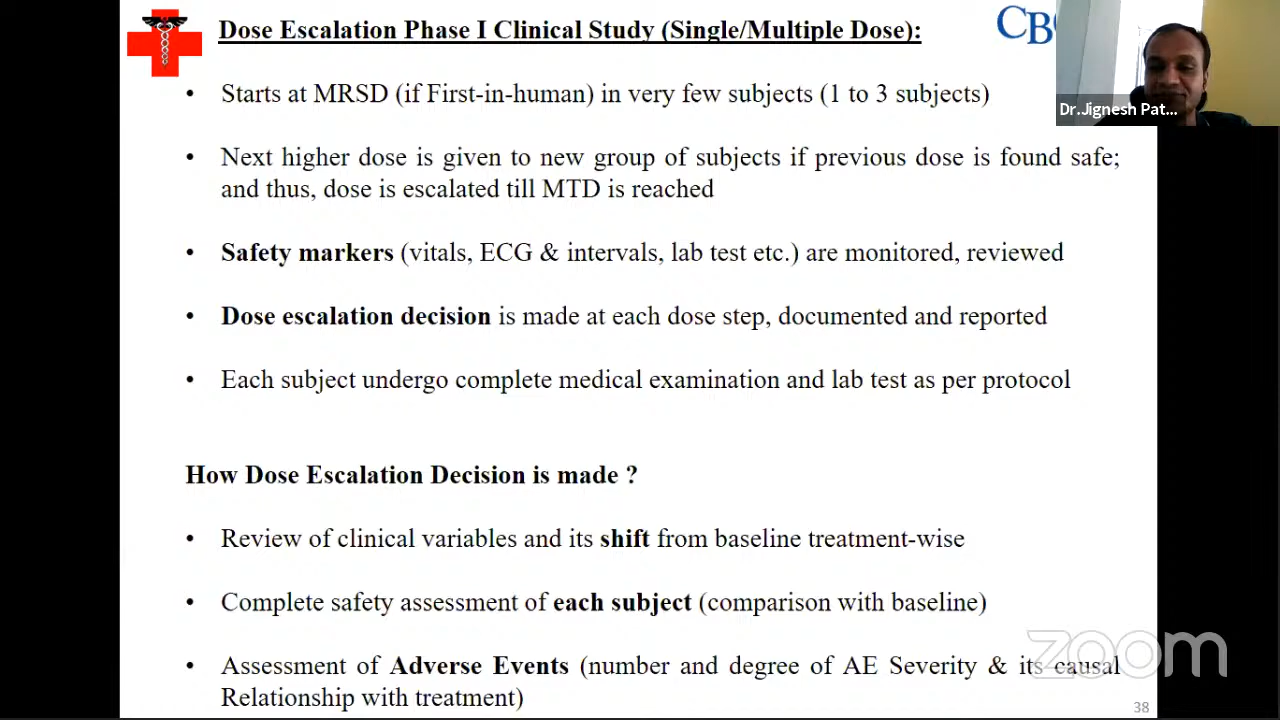 Dose Escalation Phase I Clinical Study (Single/Multiple Dose):
CB
Dr.Jignesh Pat...
• Starts at MRSD (if First-in-human) in very few subjects (1 to 3 subjects)
• Next higher dose is given to new group of subjects if previous dose is found safe;
and thus, dose is escalated till MTD is reached
• Safety markers (vitals, ECG & intervals, lab test etc.) are monitored, reviewed
• Dose escalation decision is made at each dose step, documented and reported
• Each subject undergo complete medical examination and lab test as per protocol
How Dose Escalation Decision is made ?
• Review of clinical variables and its shift from baseline treatment-wise
• Complete safety assessment of each subject (comparison with baseline)
• Assessment of Adverse Events (number and degree of AE Severity & its causal
Relationship with treatment)
zoom
38